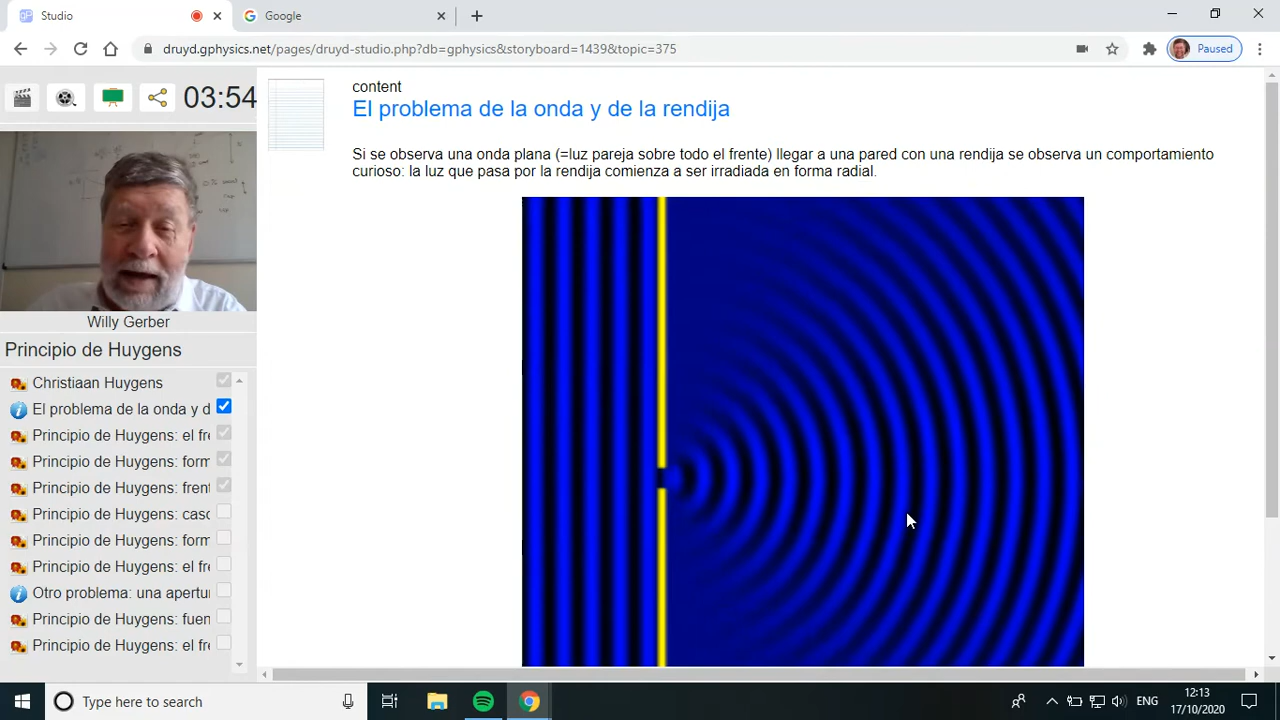 Studio
Google
druyd.gphysics.net/pages/druyd-studio.php?db=gphysics&storyboard=1439&topic=375
Paused
03:54
content
El problema de la onda y de la rendija
Si se observa una onda plana (=luz pareja sobre todo el frente) llegar a una pared con una rendija se observa un comportamiento
curioso: la luz que pasa por la rendija comienza a ser irradiada en forma radial.
Willy Gerber
Principio de Huygens
Christiaan Huygens
El problema de la onda y d
Principio de Huygens: el fre
Principio de Huygens: form
Principio de Huygens: frent
Principio de Huygens: caso
Principio de Huygens: form
Principio de Huygens: el fre
Otro problema: una apertur
Principio de Huygens: fuen
Principio de Huygens: el fre
Type here to search
ENG
12:13
17/10/2020